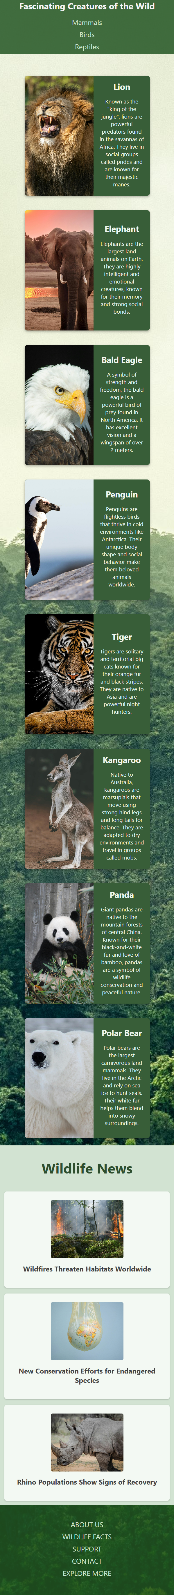 Fascinating Creatures of the Wild
Mammals
Birds
Reptiles
Lion
Known as the
"king of the
jungle", lions are
powerful
predators found
in the savannas of
Africa. They live in
social groups
called prides and
are known for
their majestic
manes.
Elephant
Elephants are the
largest land
animals on Earth.
They are highly
intelligent and
emotional
creatures, known
for their memory
and strong social
bonds.
Bald Eagle
A symbol of
strength and
freedom, the bald
eagle is a
powerful bird of
prey found in
North America. It
has excellent
vision and a
wingspan of over
2 meters.
Penguin
Penguins are
flightless birds
that thrive in cold
environments like
Antarctica. Their
unique body
shape and social
behavior make
them beloved
animals
worldwide.
Tiger
Tigers are solitary
and territorial big
cats known for
their orange fur
and black stripes.
They are native to
Asia and are
powerful night
hunters.
Kangaroo
Native to
Australia,
kangaroos are
marsupials that
move using
strong hind legs
and long tails for
balance. They are
adapted to dry
environments and
travel in groups
called mobs.
Panda
Giant pandas are
native to the
mountain forests
of central China.
Known for their
black-and-white
fur and love of
bamboo, pandas
are a symbol of
wildlife
conservation and
peaceful nature.
Polar Bear
Polar bears are
the largest
carnivorous land
mammals. They
live in the Arctic
and rely on sea
ice to hunt seals.
Their white fur
helps them blend
into snowy
surroundings.
Wildlife News
Wildfires Threaten Habitats Worldwide
New Conservation Efforts for Endangered
Species
Rhino Populations Show Signs of Recovery
ABOUT US
WILDLIFE FACTS
SUPPORT
CONTACT
EXPLORE MORE